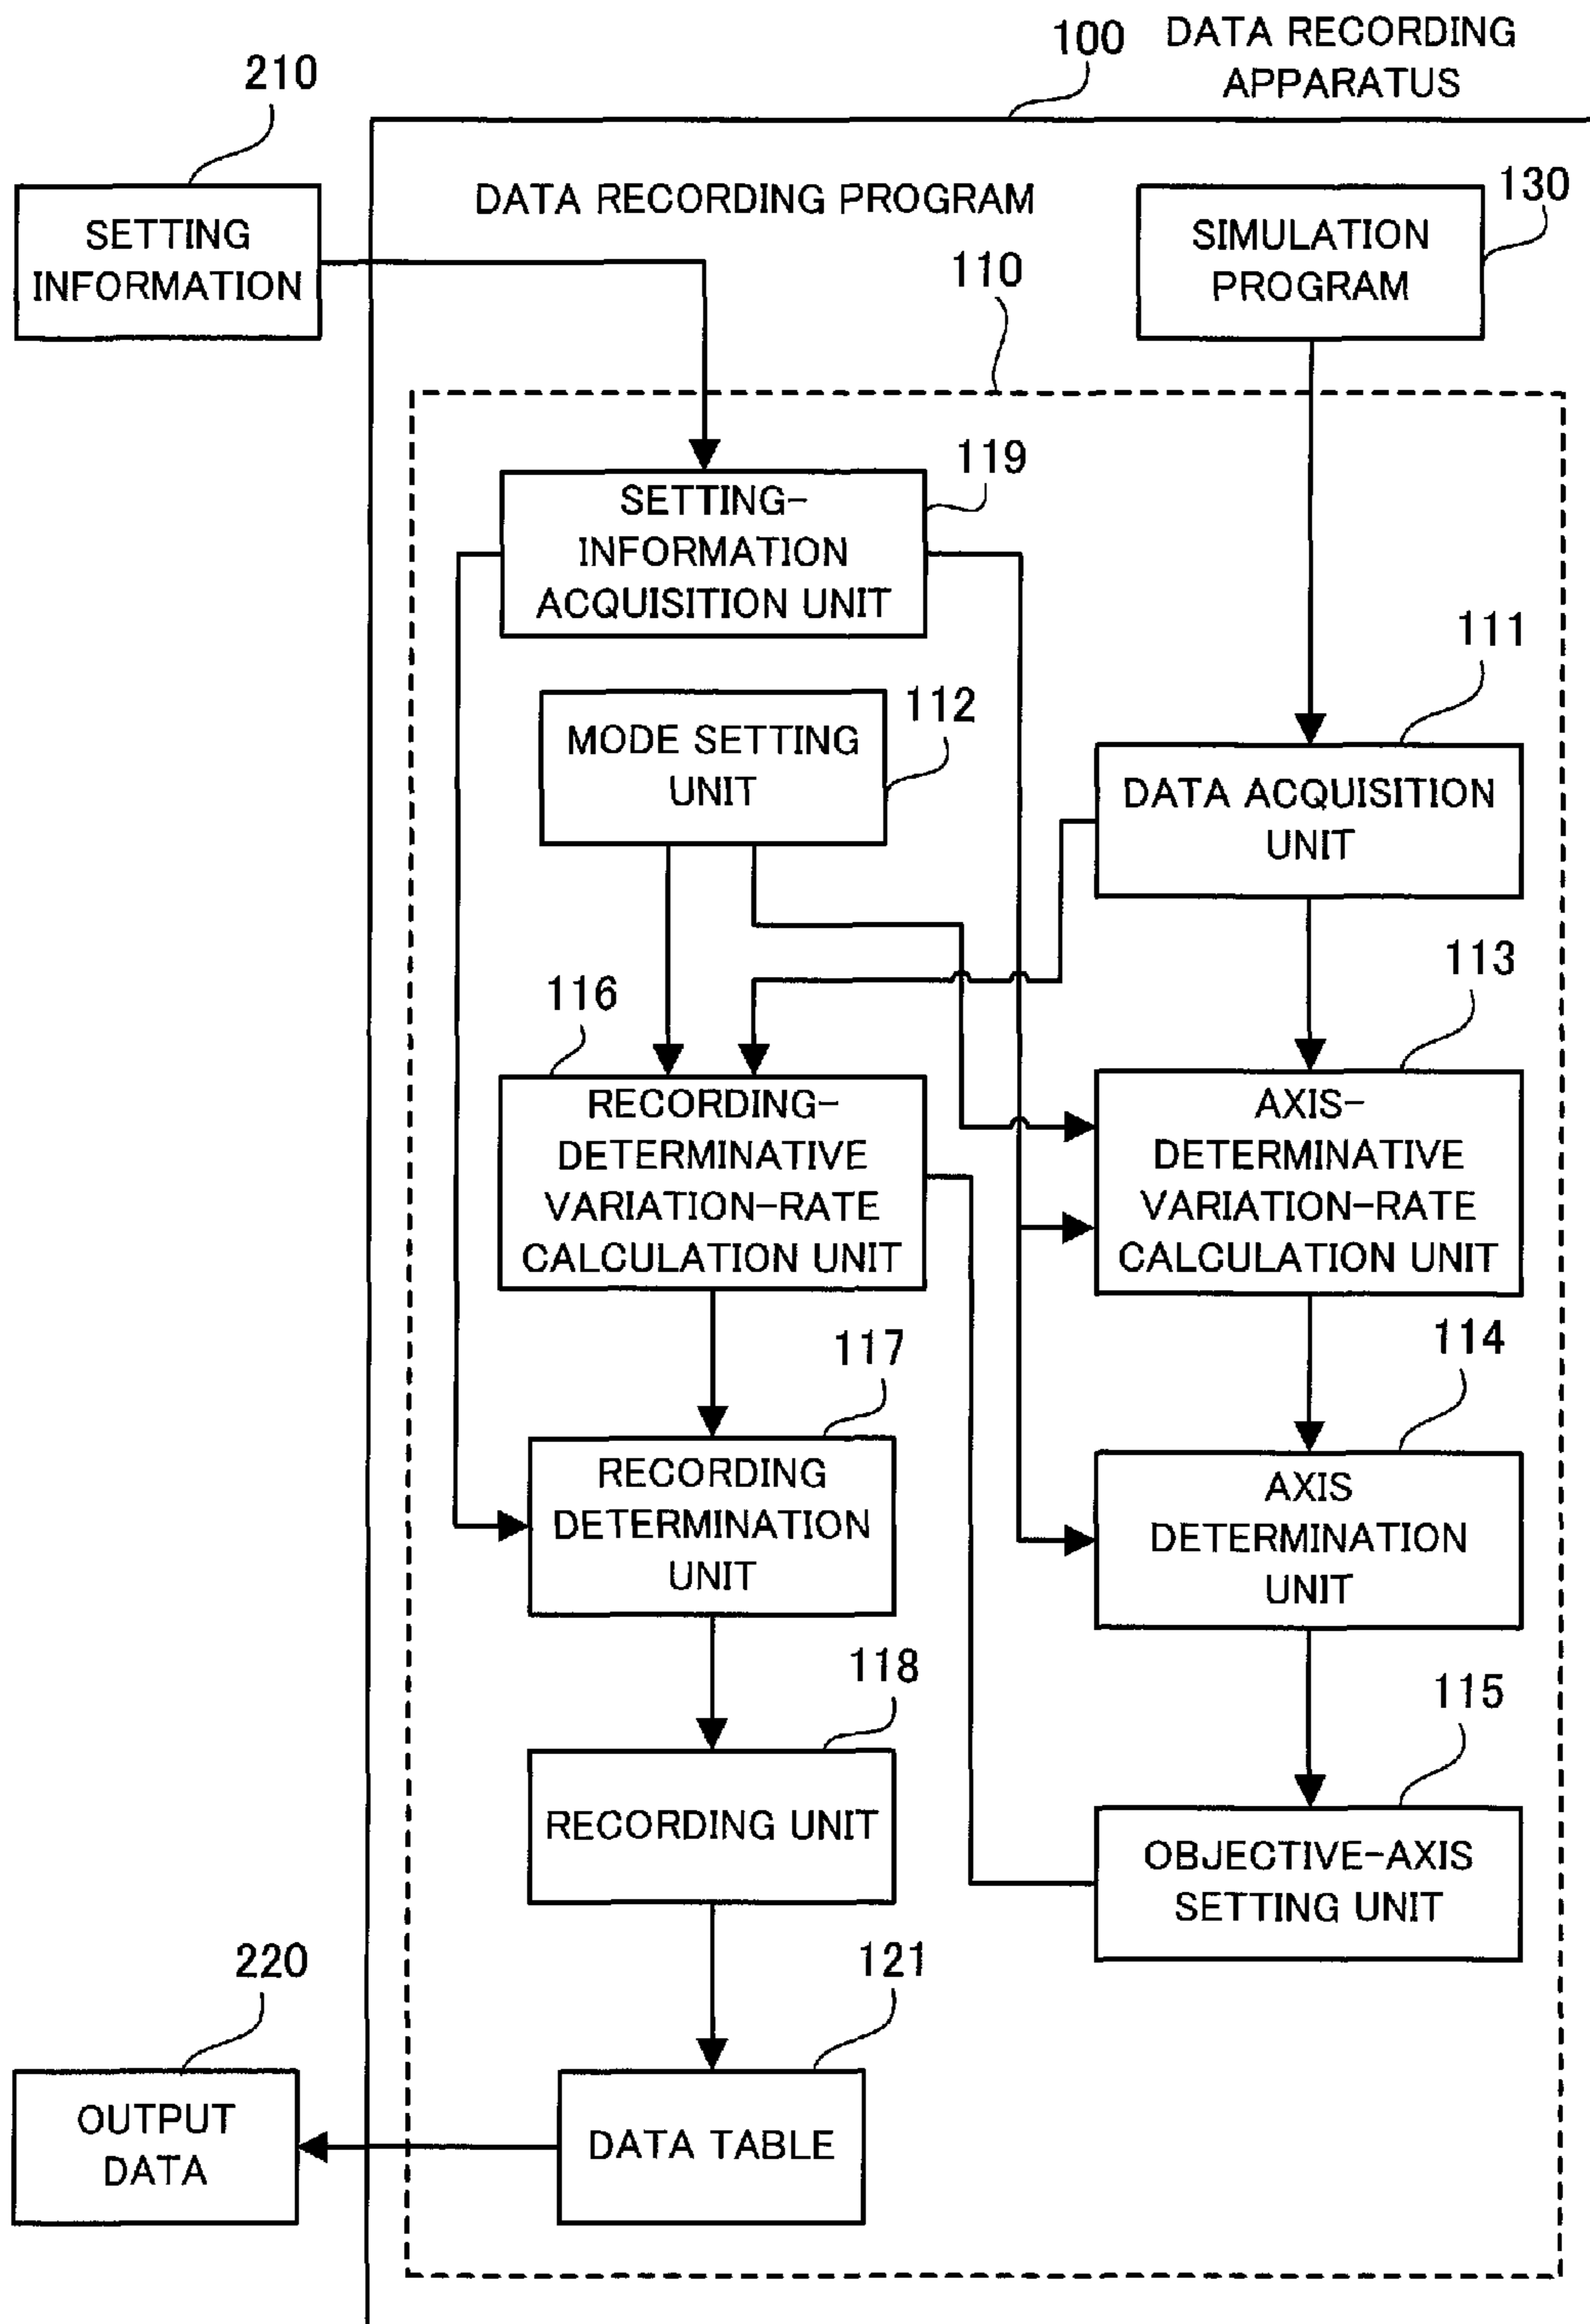 100
DATA RECORDING
APPARATUS
210
SETTING
INFORMATION
DATA RECORDING PROGRAM
110
130
SIMULATION
PROGRAM
119
SETTING-
INFORMATION
ACQUISITION UNIT
112
MODE SETTING
UNIT
111
DATA ACQUISITION
UNIT
116
RECORDING-
DETERMINATIVE
VARIATION-RATE
CALCULATION UNIT
113
AXIS-
DETERMINATIVE
VARIATION-RATE
CALCULATION UNIT
117
RECORDING
DETERMINATION
UNIT
114
AXIS
DETERMINATION
UNIT
118
RECORDING UNIT
115
OBJECTIVE-AXIS
SETTING UNIT
220
OUTPUT
DATA
121
DATA TABLE